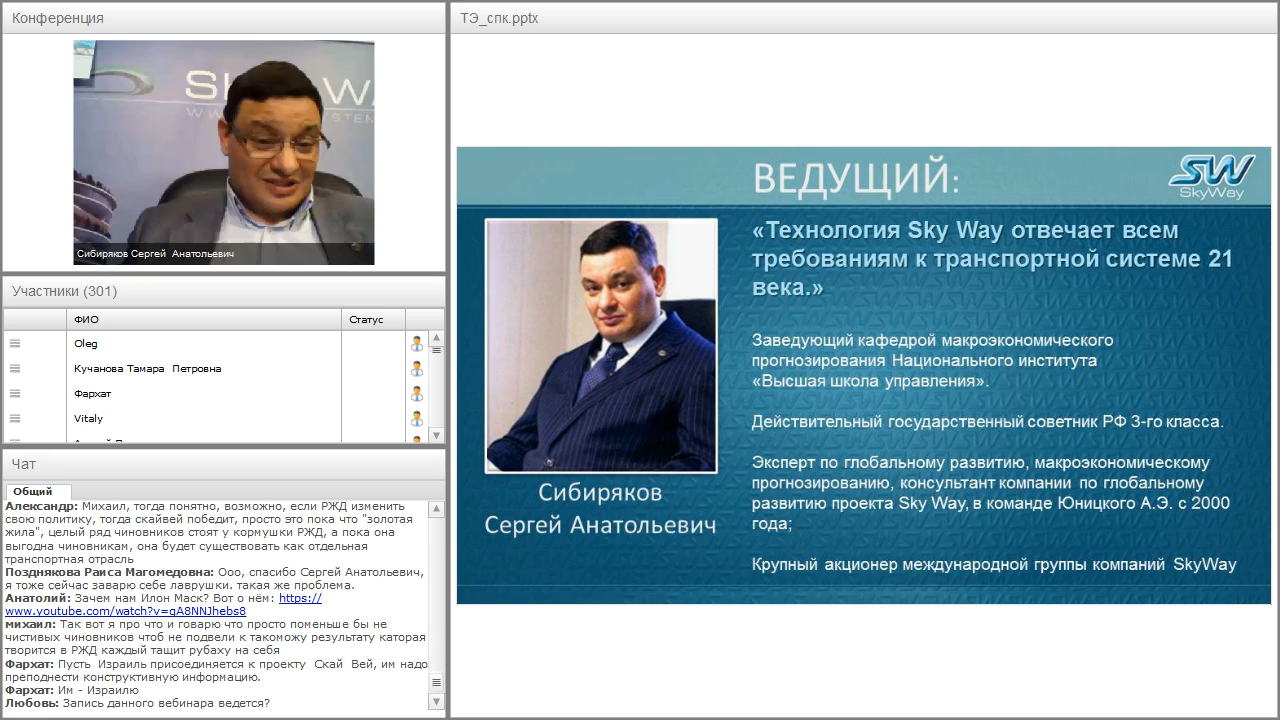 Конференция
SKYWA
Сибиряков Сергей Анатольевич
Участники (301)
ФИО
Статус
Oleg
Кучанова Тамара Петровна
Фархат
Vitaly
Чат
Общий
Александр: Михаил, тогда понятно, возможно, если РЖД изменить
свою политику, тогда скайвей победит, просто это пока что "золотая
жила", целый ряд чиновников стоят у кормушки РЖД, а пока она
выгодна чиновникам, она будет существовать как отдельная
транспортная отрасль
Позднякова Раиса Магомедовна: Ооо, спасибо Сергей Анатольевич,
я тоже сейчас заварю себе лаврушки. такая же проблема.
Анатолий: Зачем нам Илон Маск? Вот о нём: https://
www.youtube.com/watch?v=gA8NNJhebs8
михаил: Так вот я про что и говарю что просто поменьше бы не
чистивых чиновников чтоб не подвели к такоможу результату каторая
творится в РЖД каждый тащит рубаху на себя
Фархат: Пусть Израиль присоединяется к проекту Скай Вей, им надо
преподнести конструктивную информацию.
Фархат: Им - Израилю
Любовь: Запись данного вебинара ведется?
ТЭ_спк.pptx
ВЕДУЩИЙ:
SW
SkyWay
«Технология Sky Way отвечает всем
требованиям к транспортной системе 21
века.»
Заведующий кафедрой макроэкономического
прогнозирования Национального института
«Высшая школа управления».
Действительный государственный советник РФ 3-го класса.
Эксперт по глобальному развитию, макроэкономическому
прогнозированию, консультант компании по глобальному
развитию проекта Sky Way, в команде Юницкого А.Э. с 2000
года;
Крупный акционер международной группы компаний SkyWay
Сибиряков
Сергей Анатольевич